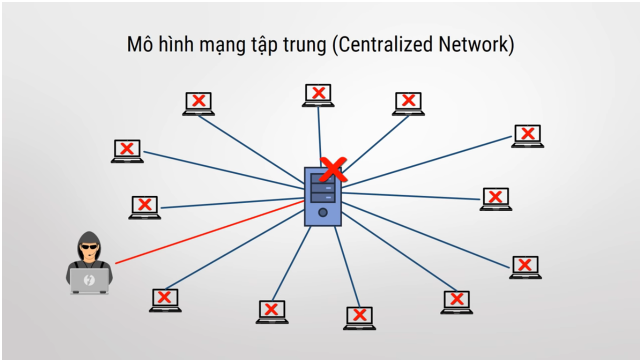 Mô hình mạng tập trung (Centralized Network)